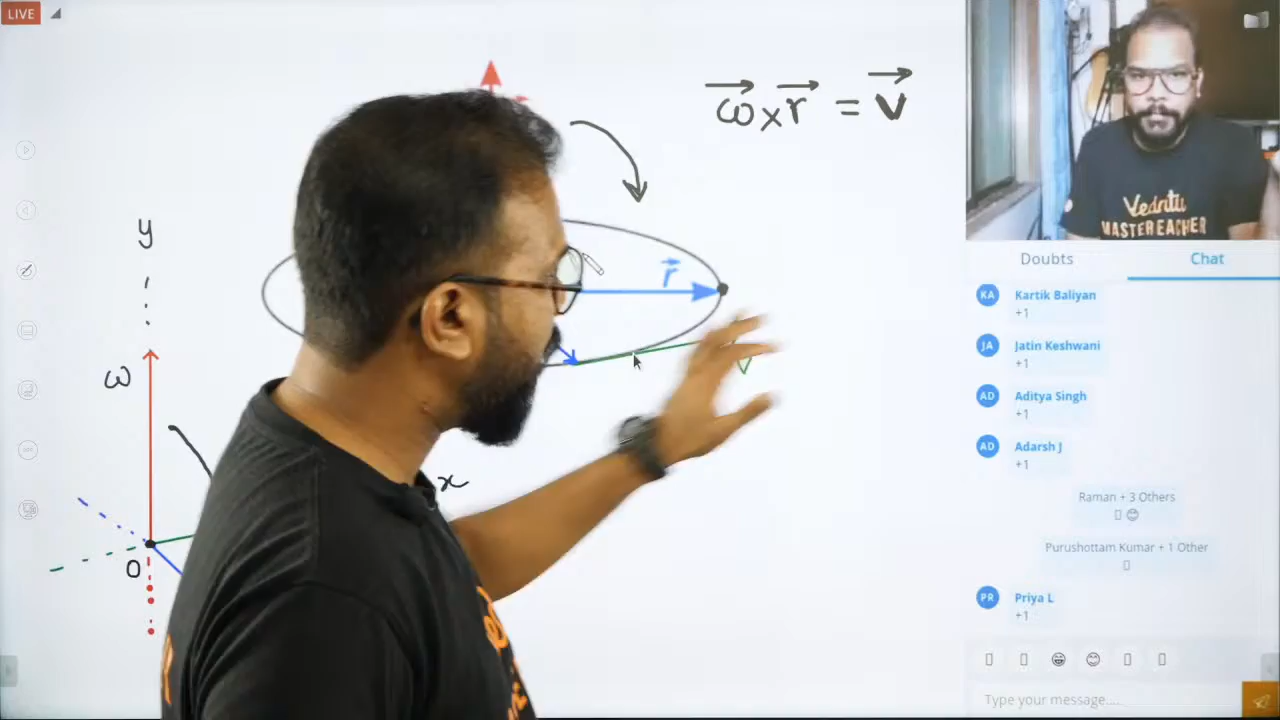 LIVE
ω × r = v
y
r
ω
v
x
O
Vedntu
MASTER TEACHER
Doubts
Chat
KA
Kartik Baliyan
+1
JA
Jatin Keshwani
+1
AD
Aditya Singh
+1
AD
Adarsh J
+1
Raman + 3 Others
Purushottam Kumar + 1 Other
PR
Priya L
+1
Type your message....